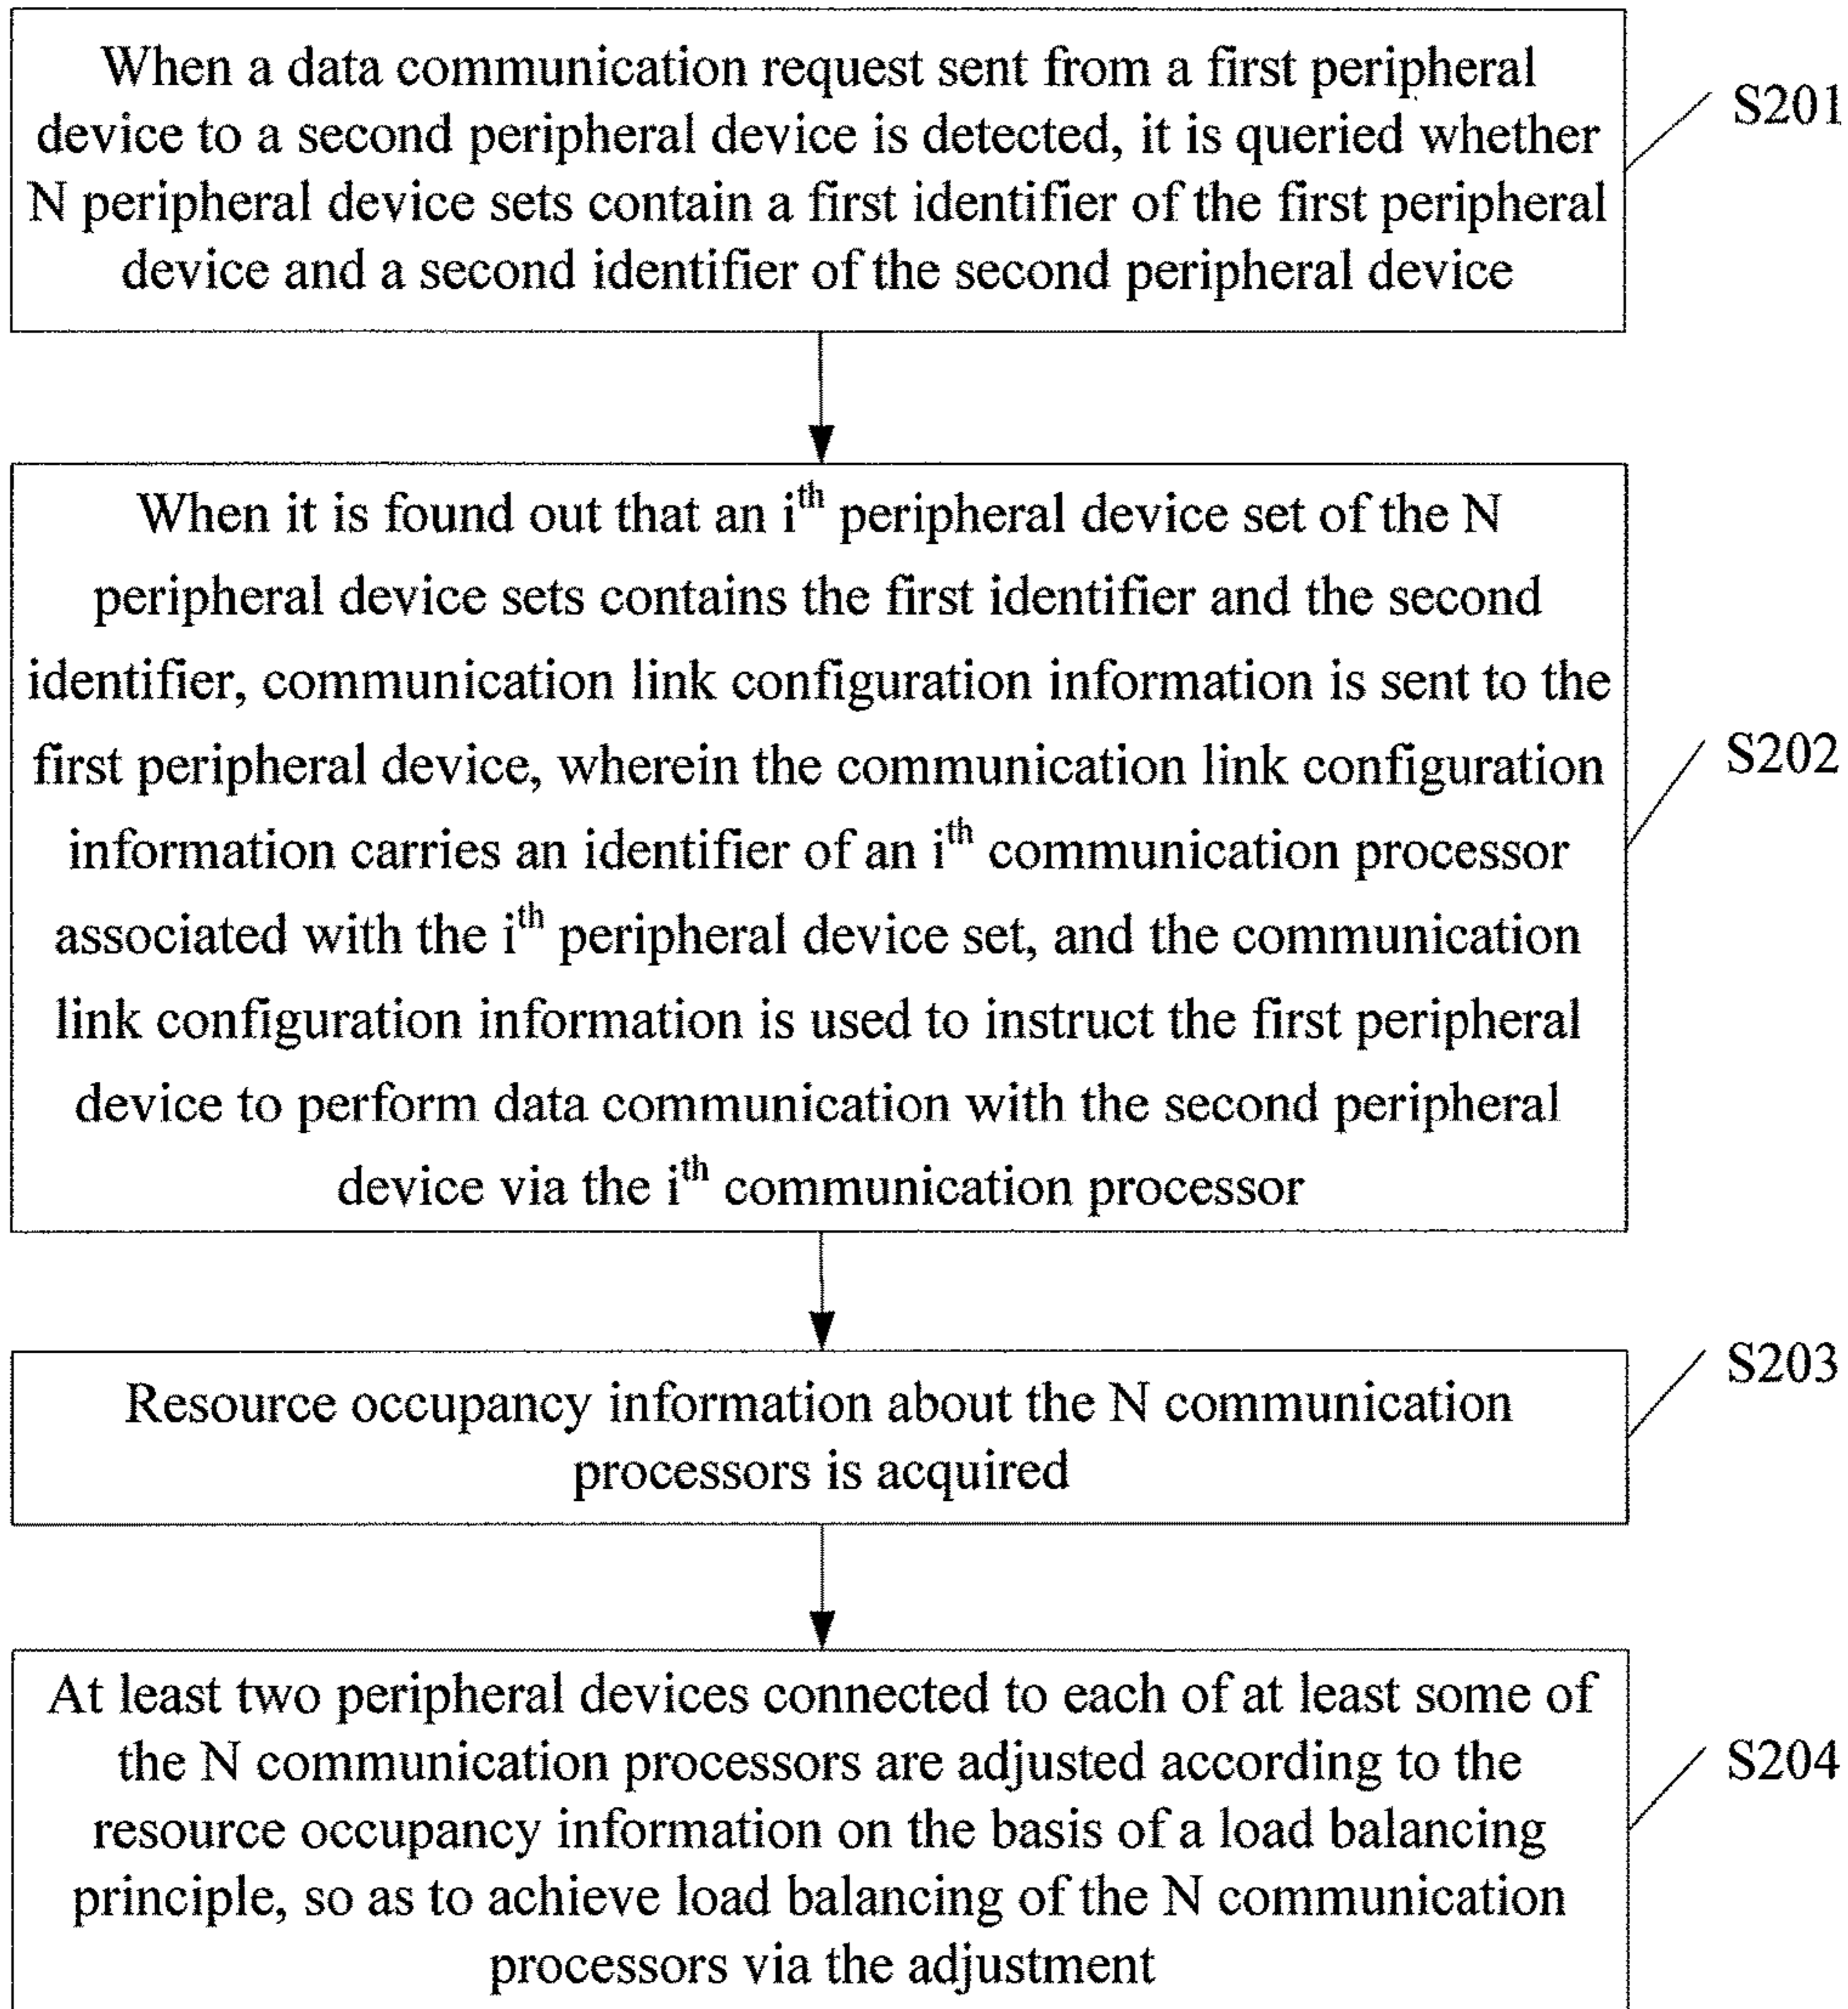 When a data communication request sent from a first peripheral
device to a second peripheral device is detected, it is queried whether
N peripheral device sets contain a first identifier of the first peripheral
device and a second identifier of the second peripheral device
S201
When it is found out that an iᵗʰ peripheral device set of the N
peripheral device sets contains the first identifier and the second
identifier, communication link configuration information is sent to the
first peripheral device, wherein the communication link configuration
information carries an identifier of an iᵗʰ communication processor
associated with the iᵗʰ peripheral device set, and the communication
link configuration information is used to instruct the first peripheral
device to perform data communication with the second peripheral
device via the iᵗʰ communication processor
S202
Resource occupancy information about the N communication
processors is acquired
S203
At least two peripheral devices connected to each of at least some of
the N communication processors are adjusted according to the
resource occupancy information on the basis of a load balancing
principle, so as to achieve load balancing of the N communication
processors via the adjustment
S204